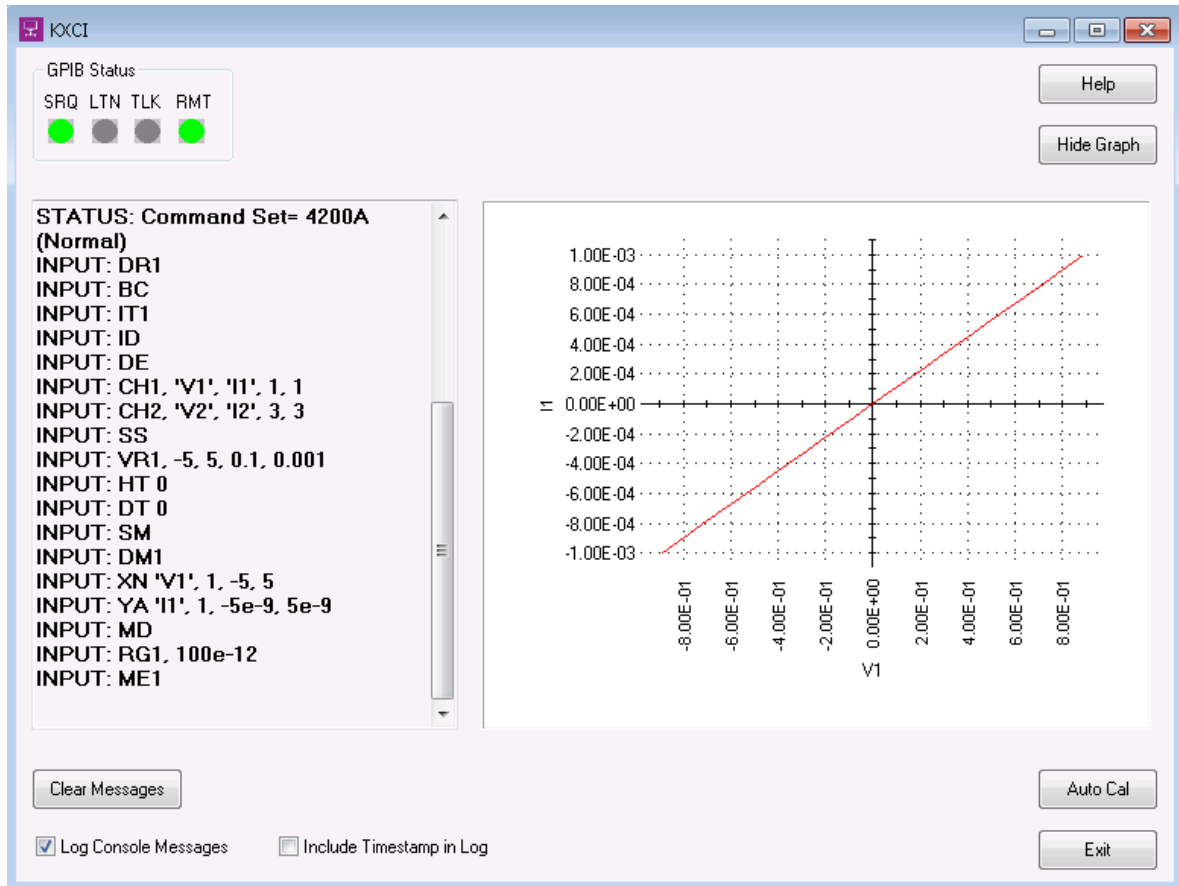 KXCI
GPIB Status
SRQ LTN TLK RMT
Help
Hide Graph
STATUS: Command Set= 4200A
(Normal)
INPUT: DR1
INPUT: BC
INPUT: IT1
INPUT: ID
INPUT: DE
INPUT: CH1, 'V1', 'I1', 1, 1
INPUT: CH2, 'V2', 'I2', 3, 3
INPUT: SS
INPUT: VR1, -5, 5, 0.1, 0.001
INPUT: HT 0
INPUT: DT 0
INPUT: SM
INPUT: DM1
INPUT: XN 'V1', 1, -5, 5
INPUT: YA 'I1', 1, -5e-9, 5e-9
INPUT: MD
INPUT: RG1, 100e-12
INPUT: ME1
1.00E-03
8.00E-04
6.00E-04
4.00E-04
2.00E-04
I1
0.00E+00
-2.00E-04
-4.00E-04
-6.00E-04
-8.00E-04
-1.00E-03
-8.00E-01
-6.00E-01
-4.00E-01
-2.00E-01
0.00E+00
2.00E-01
4.00E-01
6.00E-01
8.00E-01
V1
Clear Messages
Auto Cal
Log Console Messages
Include Timestamp in Log
Exit